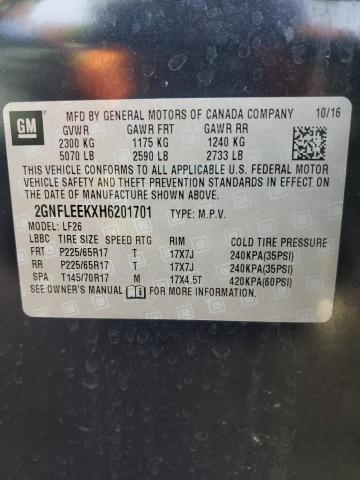 GM
MFD BY GENERAL MOTORS OF CANADA COMPANY 10/16
GVWR GAWR FRT GAWR RR
2300 KG 1175 KG 1240 KG
5070 LB 2590 LB 2733 LB
THIS VEHICLE CONFORMS TO ALL APPLICABLE U.S. FEDERAL MOTOR
VEHICLE SAFETY AND THEFT PREVENTION STANDARDS IN EFFECT ON
THE DATE OF MANUFACTURE SHOWN ABOVE.
2GNFLEEKXH6201701 TYPE: M.P.V.
MODEL: LF26
LBBC TIRE SIZE SPEED RTG RIM COLD TIRE PRESSURE
FRT P225/65R17 T 17X7J 240KPA(35PSI)
RR P225/65R17 T 17X7J 240KPA(35PSI)
SPA T145/70R17 M 17X4.5T 420KPA(60PSI)
SEE OWNER'S MANUAL FOR MORE INFORMATION.